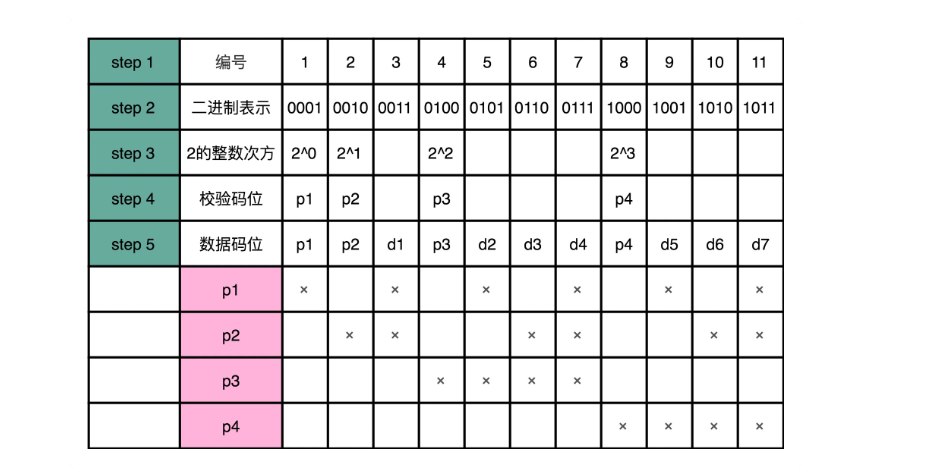 step 1 编号 1 2 3 4 5 6 7 8 9 10 11
step 2 二进制表示 0001 0010 0011 0100 0101 0110 0111 1000 1001 1010 1011
step 3 2的整数次方 2^0 2^1 2^2 2^3
step 4 校验码位 p1 p2 p3 p4
step 5 数据码位 p1 p2 d1 p3 d2 d3 d4 p4 d5 d6 d7
p1 × × × × × ×
p2 × × × × × ×
p3 × × × ×
p4 × × × ×